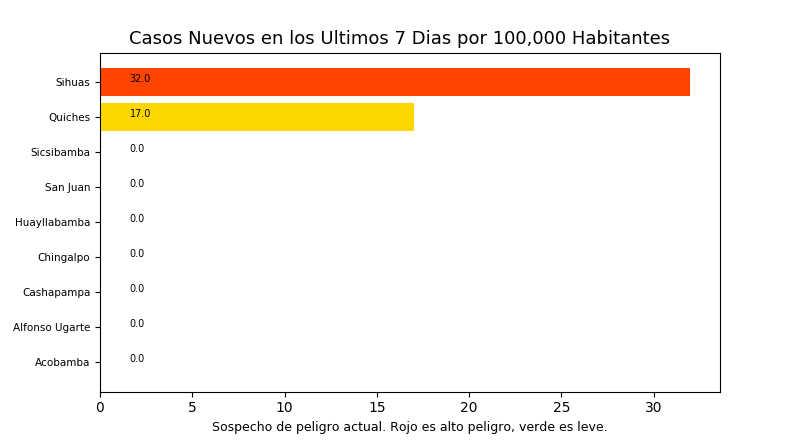 Casos Nuevos en los Ultimos 7 Dias por 100,000 Habitantes
Sihuas 32.0
Quiches 17.0
Sicsibamba 0.0
San Juan 0.0
Huayllabamba 0.0
Chingalpo 0.0
Cashapampa 0.0
Alfonso Ugarte 0.0
Acobamba 0.0
0 5 10 15 20 25 30
Sospecho de peligro actual. Rojo es alto peligro, verde es leve.